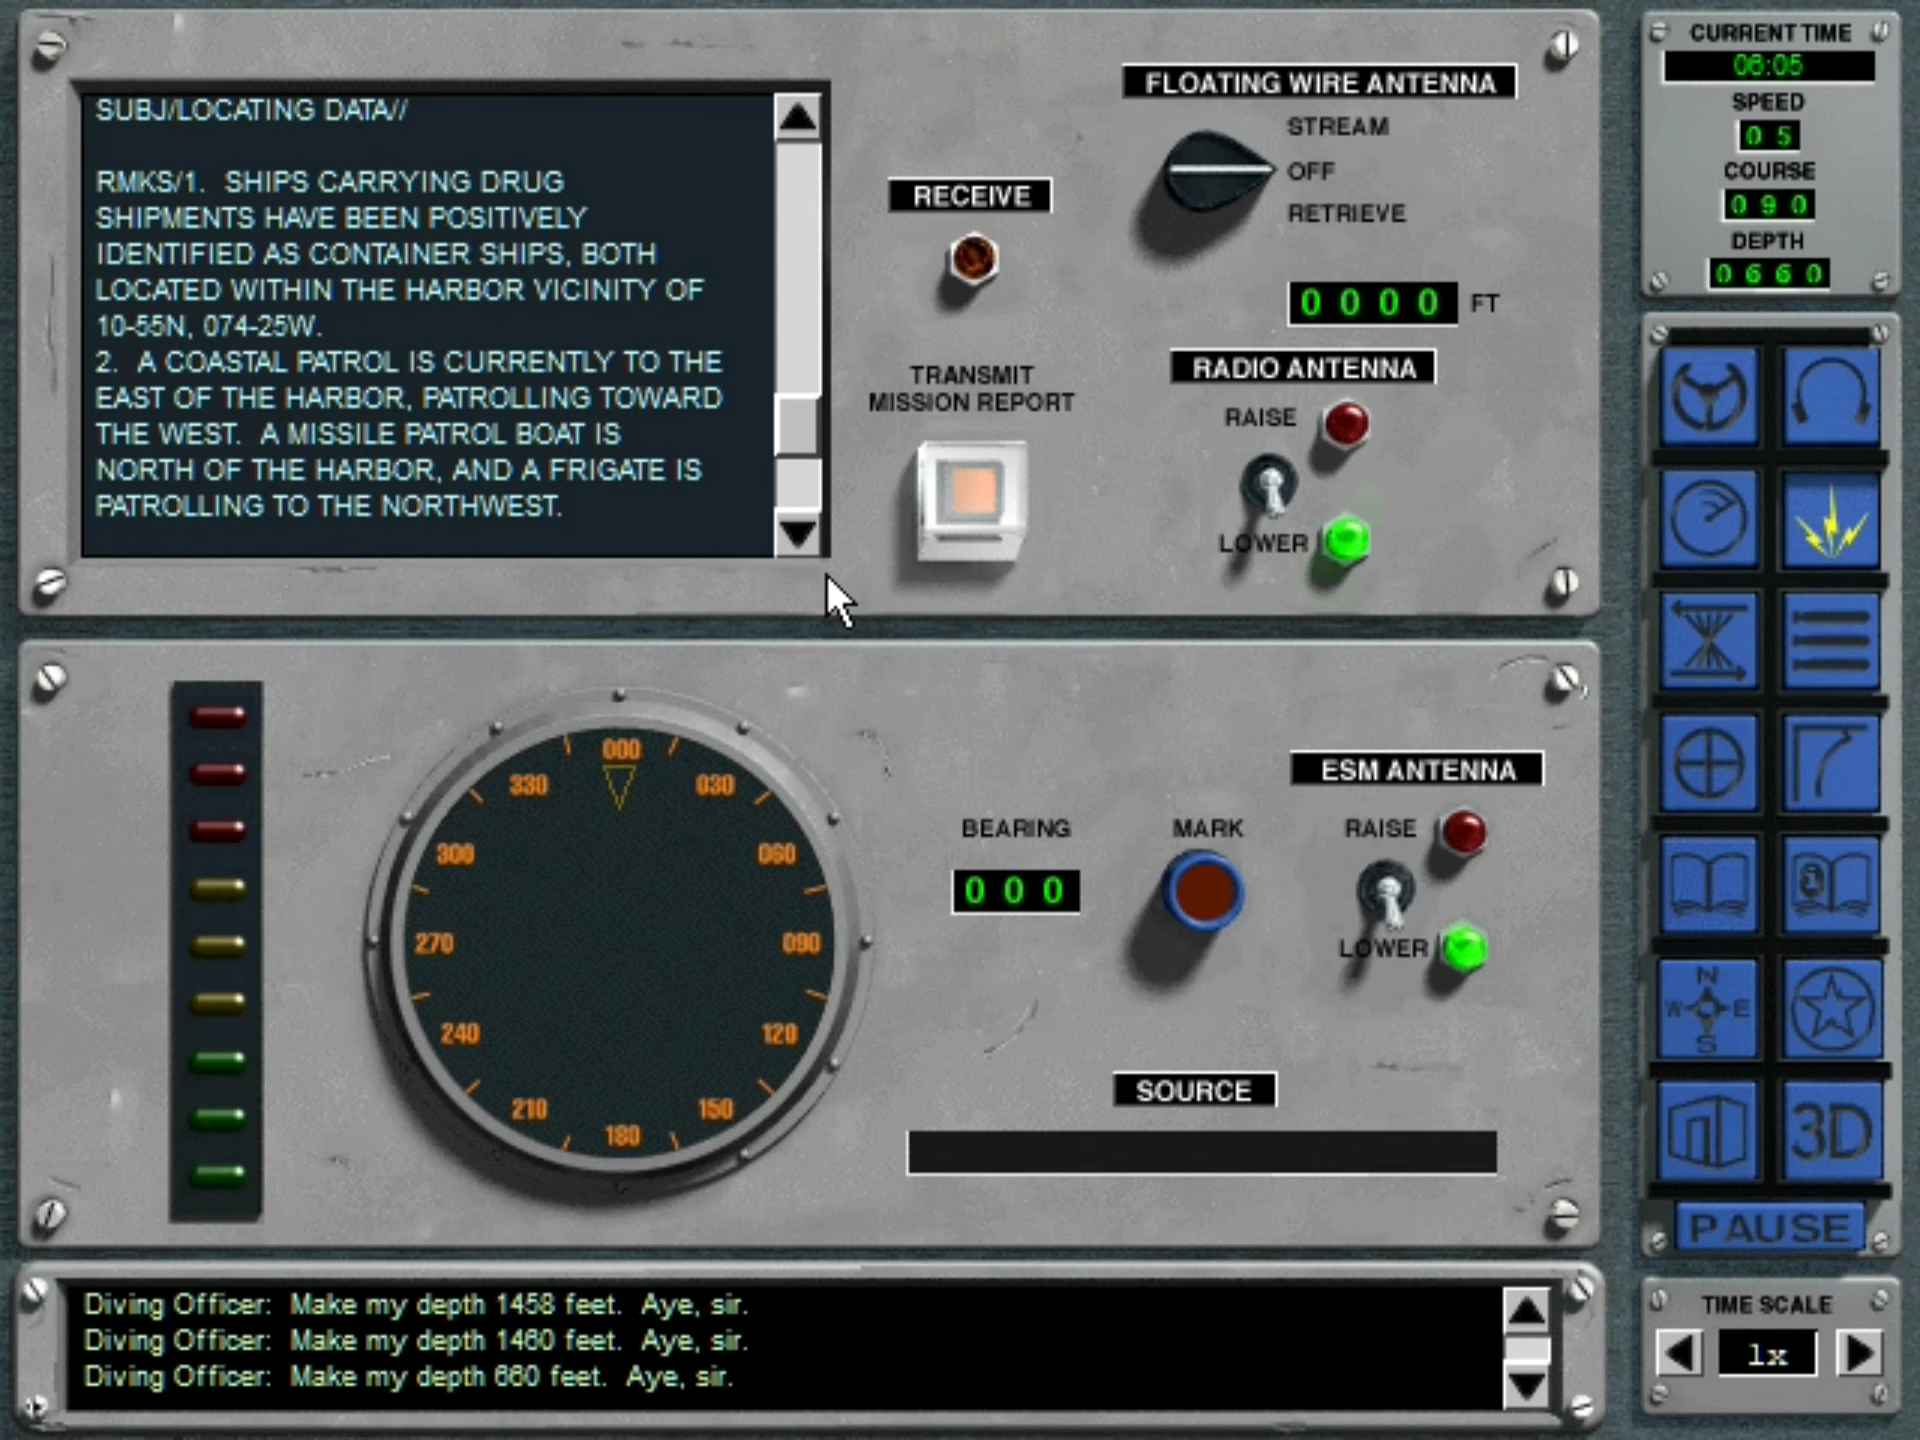 SUBJ/LOCATING DATA//
RMKS/1.  SHIPS CARRYING DRUG
SHIPMENTS HAVE BEEN POSITIVELY
IDENTIFIED AS CONTAINER SHIPS, BOTH
LOCATED WITHIN THE HARBOR VICINITY OF
10-55N, 074-25W.
2.  A COASTAL PATROL IS CURRENTLY TO THE
EAST OF THE HARBOR, PATROLLING TOWARD
THE WEST.  A MISSILE PATROL BOAT IS
NORTH OF THE HARBOR, AND A FRIGATE IS
PATROLLING TO THE NORTHWEST.
RECEIVE
TRANSMIT
MISSION REPORT
FLOATING WIRE ANTENNA
STREAM
OFF
RETRIEVE
0000 FT
RADIO ANTENNA
RAISE
LOWER
CURRENT TIME
06:05
SPEED
05
COURSE
090
DEPTH
0660
000
030
060
090
120
150
180
210
240
270
300
330
BEARING
000
MARK
ESM ANTENNA
RAISE
LOWER
SOURCE
N
W E
S
3D
PAUSE
TIME SCALE
1x
Diving Officer:  Make my depth 1458 feet.  Aye, sir.
Diving Officer:  Make my depth 1460 feet.  Aye, sir.
Diving Officer:  Make my depth 660 feet.  Aye, sir.